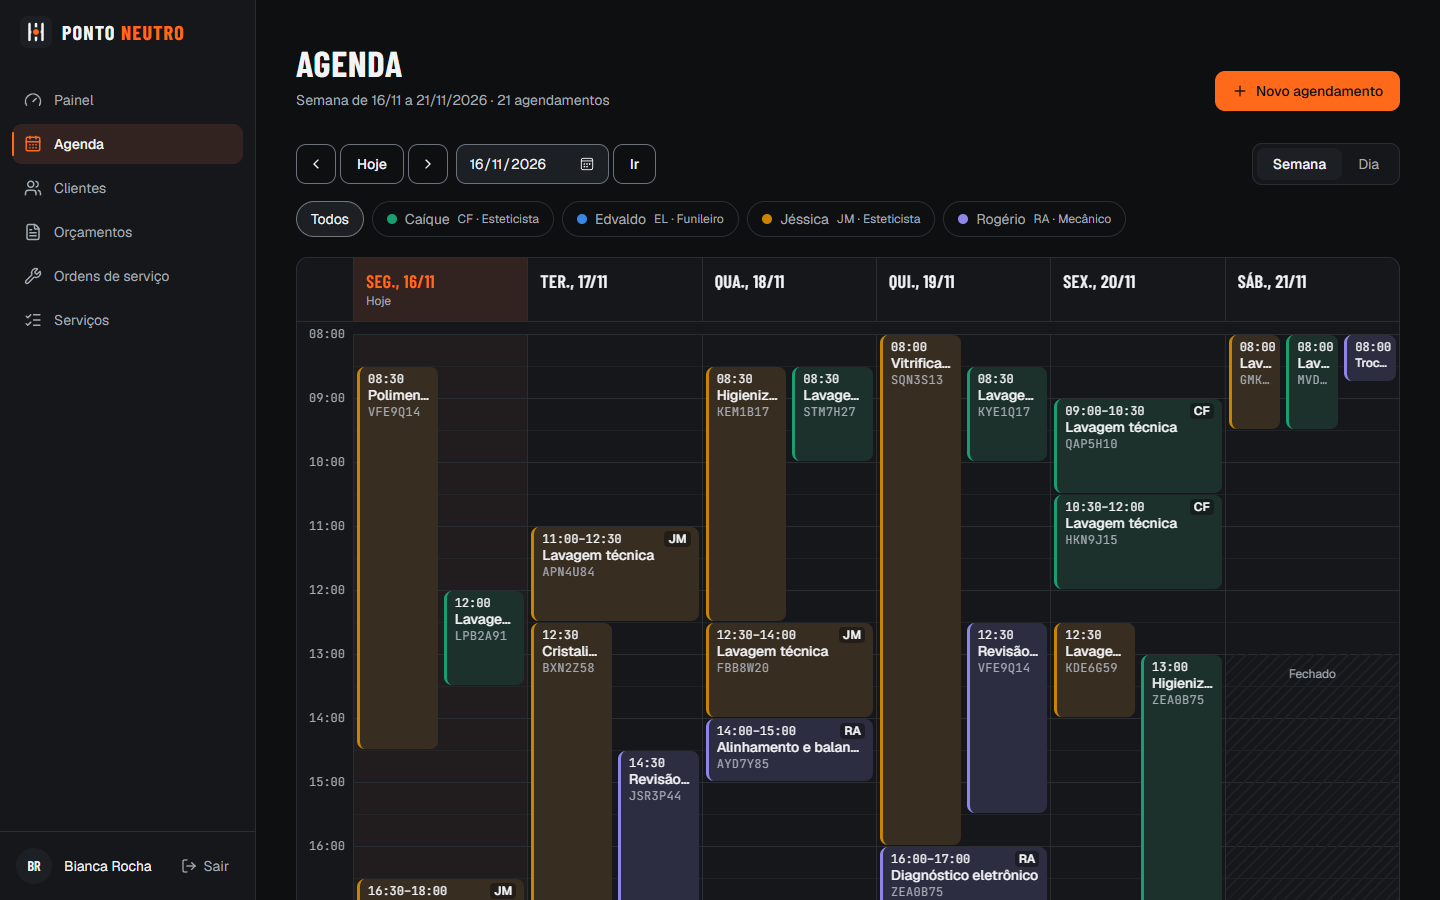 PONTO NEUTRO
Painel
Agenda
Clientes
Orçamentos
Ordens de serviço
Serviços
BR
Bianca Rocha
Sair
AGENDA
Semana de 16/11 a 21/11/2026 · 21 agendamentos
Novo agendamento
Hoje
16/11/2026
Ir
Semana
Dia
Todos
Caíque CF · Esteticista
Edvaldo EL · Funileiro
Jéssica JM · Esteticista
Rogério RA · Mecânico
SEG., 16/11
Hoje
TER., 17/11
QUA., 18/11
QUI., 19/11
SEX., 20/11
SÁB., 21/11
08:00
09:00
10:00
11:00
12:00
13:00
14:00
15:00
16:00
08:30
Polimen...
VFE9Q14
12:00
Lavage...
LPB2A91
16:30–18:00
JM
11:00–12:30
JM
Lavagem técnica
APN4U84
12:30
Cristali...
BXN2Z58
14:30
Revisão...
JSR3P44
08:30
Higieniz...
KEM1B17
08:30
Lavage...
STM7H27
12:30–14:00
JM
Lavagem técnica
FBB8W20
14:00–15:00
RA
Alinhamento e balan...
AYD7Y85
08:00
Vitrifica...
SQN3S13
08:30
Lavage...
KYE1Q17
12:30
Revisão...
VFE9Q14
16:00–17:00
RA
Diagnóstico eletrônico
ZEA0B75
09:00–10:30
CF
Lavagem técnica
QAP5H10
10:30–12:00
CF
Lavagem técnica
HKN9J15
12:30
Lavage...
KDE6G59
13:00
Higieniz...
ZEA0B75
08:00
Lav...
GMK...
08:00
Lav...
MVD...
08:00
Troc...
Fechado